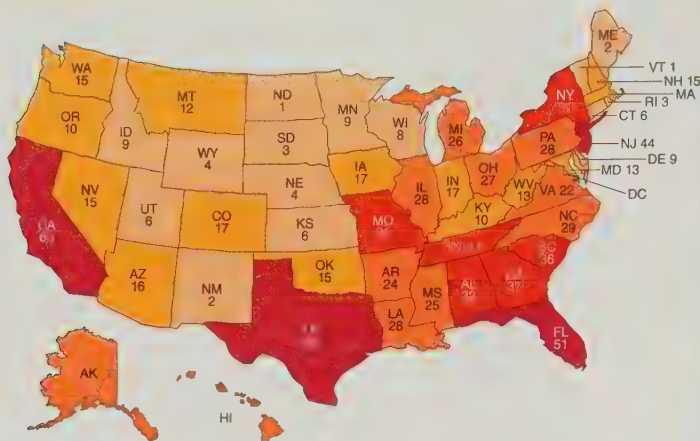 WA
15
OR
10
ID
9
MT
12
ND
1
SD
3
MN
9
WI
8
WY
4
NE
4
IA
17
NV
15
UT
6
CO
17
KS
6
AZ
16
NM
2
OK
15
MO
AR
24
LA
28
MS
25
IL
28
IN
17
MI
26
OH
27
KY
10
WV
13
VA 22
NC
29
PA
28
NY
ME
2
VT 1
NH 15
MA
RI 3
CT 6
NJ 44
DE 9
MD 13
DC
CA
AL
SC
36
FL
51
AK
HI